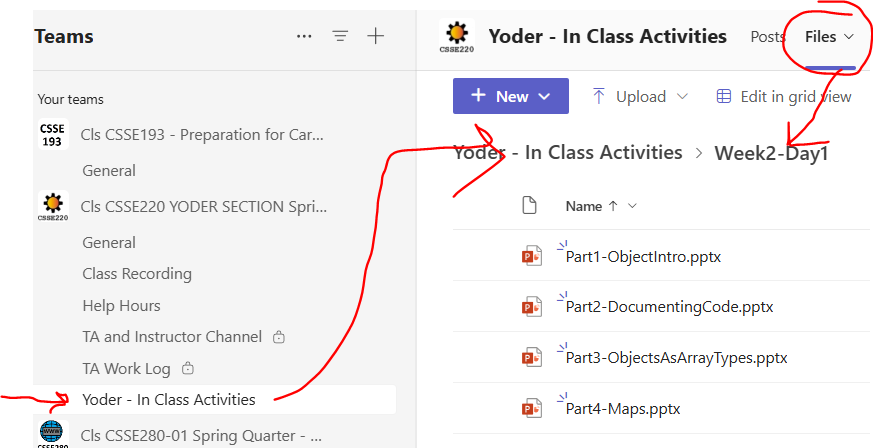 Teams
Your teams
CSSE
193
Cls CSSE193 - Preparation for Car...
General
CSSE220
Cls CSSE220 YODER SECTION Spri...
General
Class Recording
Help Hours
TA and Instructor Channel
TA Work Log
Yoder - In Class Activities
WWW
Cls CSSE280-01 Spring Quarter - ...
CSSE220
Yoder - In Class Activities
Posts
Files
New
Upload
Edit in grid view
Yoder - In Class Activities > Week2-Day1
Name
Part1-ObjectIntro.pptx
Part2-DocumentingCode.pptx
Part3-ObjectsAsArrayTypes.pptx
Part4-Maps.pptx